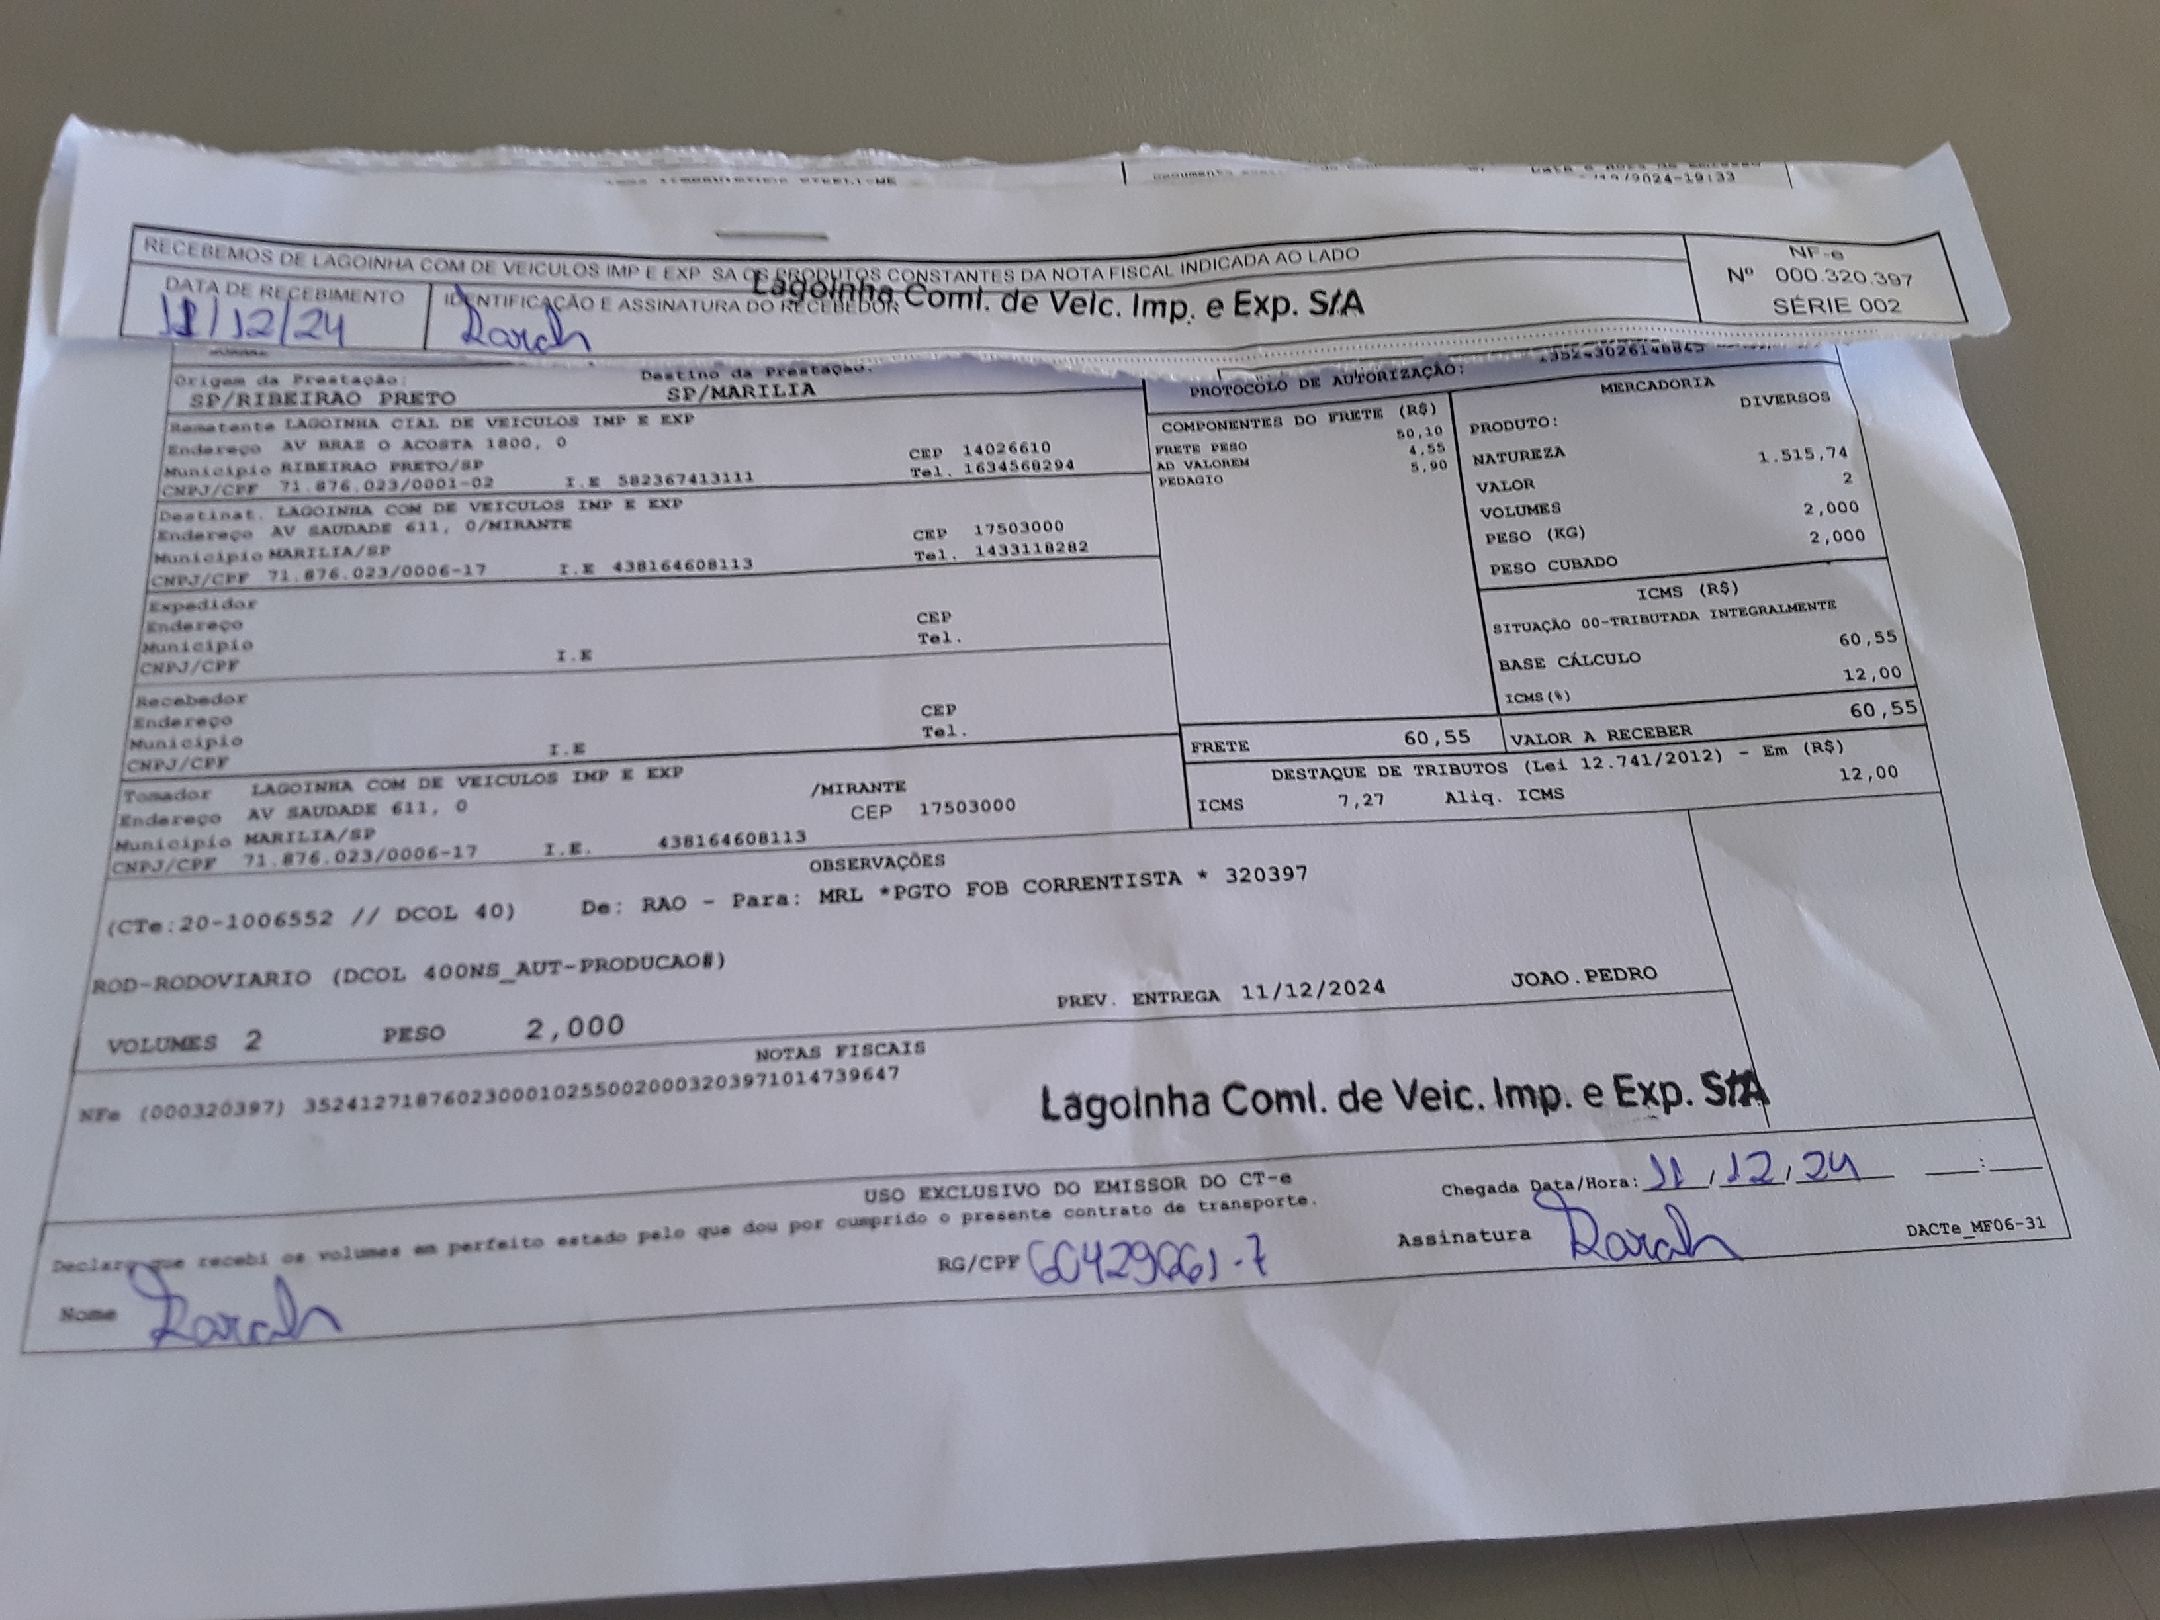 /12/2024-19:33
RECEBEMOS DE LAGOINHA COM DE VEICULOS IMP E EXP SA OS PRODUTOS CONSTANTES DA NOTA FISCAL INDICADA AO LADO
NF-e
Nº 000.320.397
SÉRIE 002
DATA DE RECEBIMENTO
11/12/24
IDENTIFICAÇÃO E ASSINATURA DO RECEBEDOR
Lagoinha Coml. de Veic. Imp. e Exp. S/A
Origem da Prestação:
SP/RIBEIRAO PRETO
Destino da Prestação:
SP/MARILIA
PROTOCOLO DE AUTORIZAÇÃO:
Remetente LAGOINHA CIAL DE VEICULOS IMP E EXP
Endereço AV BRAZ O ACOSTA 1800, 0
CEP 14026610
Município RIBEIRAO PRETO/SP
Tel. 1634568294
CNPJ/CPF 71.876.023/0001-02 I.E 582367413111
Destinat. LAGOINHA COM DE VEICULOS IMP E EXP
Endereço AV SAUDADE 611, 0/MIRANTE
CEP 17503000
Município MARILIA/SP
Tel. 1433118282
CNPJ/CPF 71.876.023/0006-17 I.E 438164608113
Expedidor
Endereço
CEP
Município
Tel.
CNPJ/CPF I.E
Recebedor
Endereço
CEP
Município
Tel.
CNPJ/CPF I.E
Tomador LAGOINHA COM DE VEICULOS IMP E EXP
Endereço AV SAUDADE 611, 0 /MIRANTE
CEP 17503000
Município MARILIA/SP
CNPJ/CPF 71.876.023/0006-17 I.E. 438164608113
COMPONENTES DO FRETE (R$)
FRETE PESO 50,10
AD VALOREM 4,55
PEDAGIO 5,90
MERCADORIA
PRODUTO: DIVERSOS
NATUREZA
VALOR 1.515,74
VOLUMES 2
PESO (KG) 2,000
PESO CUBADO 2,000
ICMS (R$)
SITUAÇÃO 00-TRIBUTADA INTEGRALMENTE
BASE CÁLCULO 60,55
ICMS(%) 12,00
FRETE 60,55
VALOR A RECEBER 60,55
DESTAQUE DE TRIBUTOS (Lei 12.741/2012) - Em (R$)
ICMS 7,27 Aliq. ICMS 12,00
OBSERVAÇÕES
(CTe:20-1006552 // DCOL 40) De: RAO - Para: MRL *PGTO FOB CORRENTISTA * 320397
ROD-RODOVIARIO (DCOL 400NS_AUT-PRODUCAO#)
VOLUMES 2 PESO 2,000 PREV. ENTREGA 11/12/2024 JOAO.PEDRO
NOTAS FISCAIS
NFe (000320397) 35241271876023000102550020003203971014739647
Lagoinha Coml. de Veic. Imp. e Exp. S/A
USO EXCLUSIVO DO EMISSOR DO CT-e
Declaro que recebi os volumes em perfeito estado pelo que dou por cumprido o presente contrato de transporte.
Chegada Data/Hora: 11/12/24 __:__
Nome
RG/CPF
Assinatura
DACTe_MF06-31